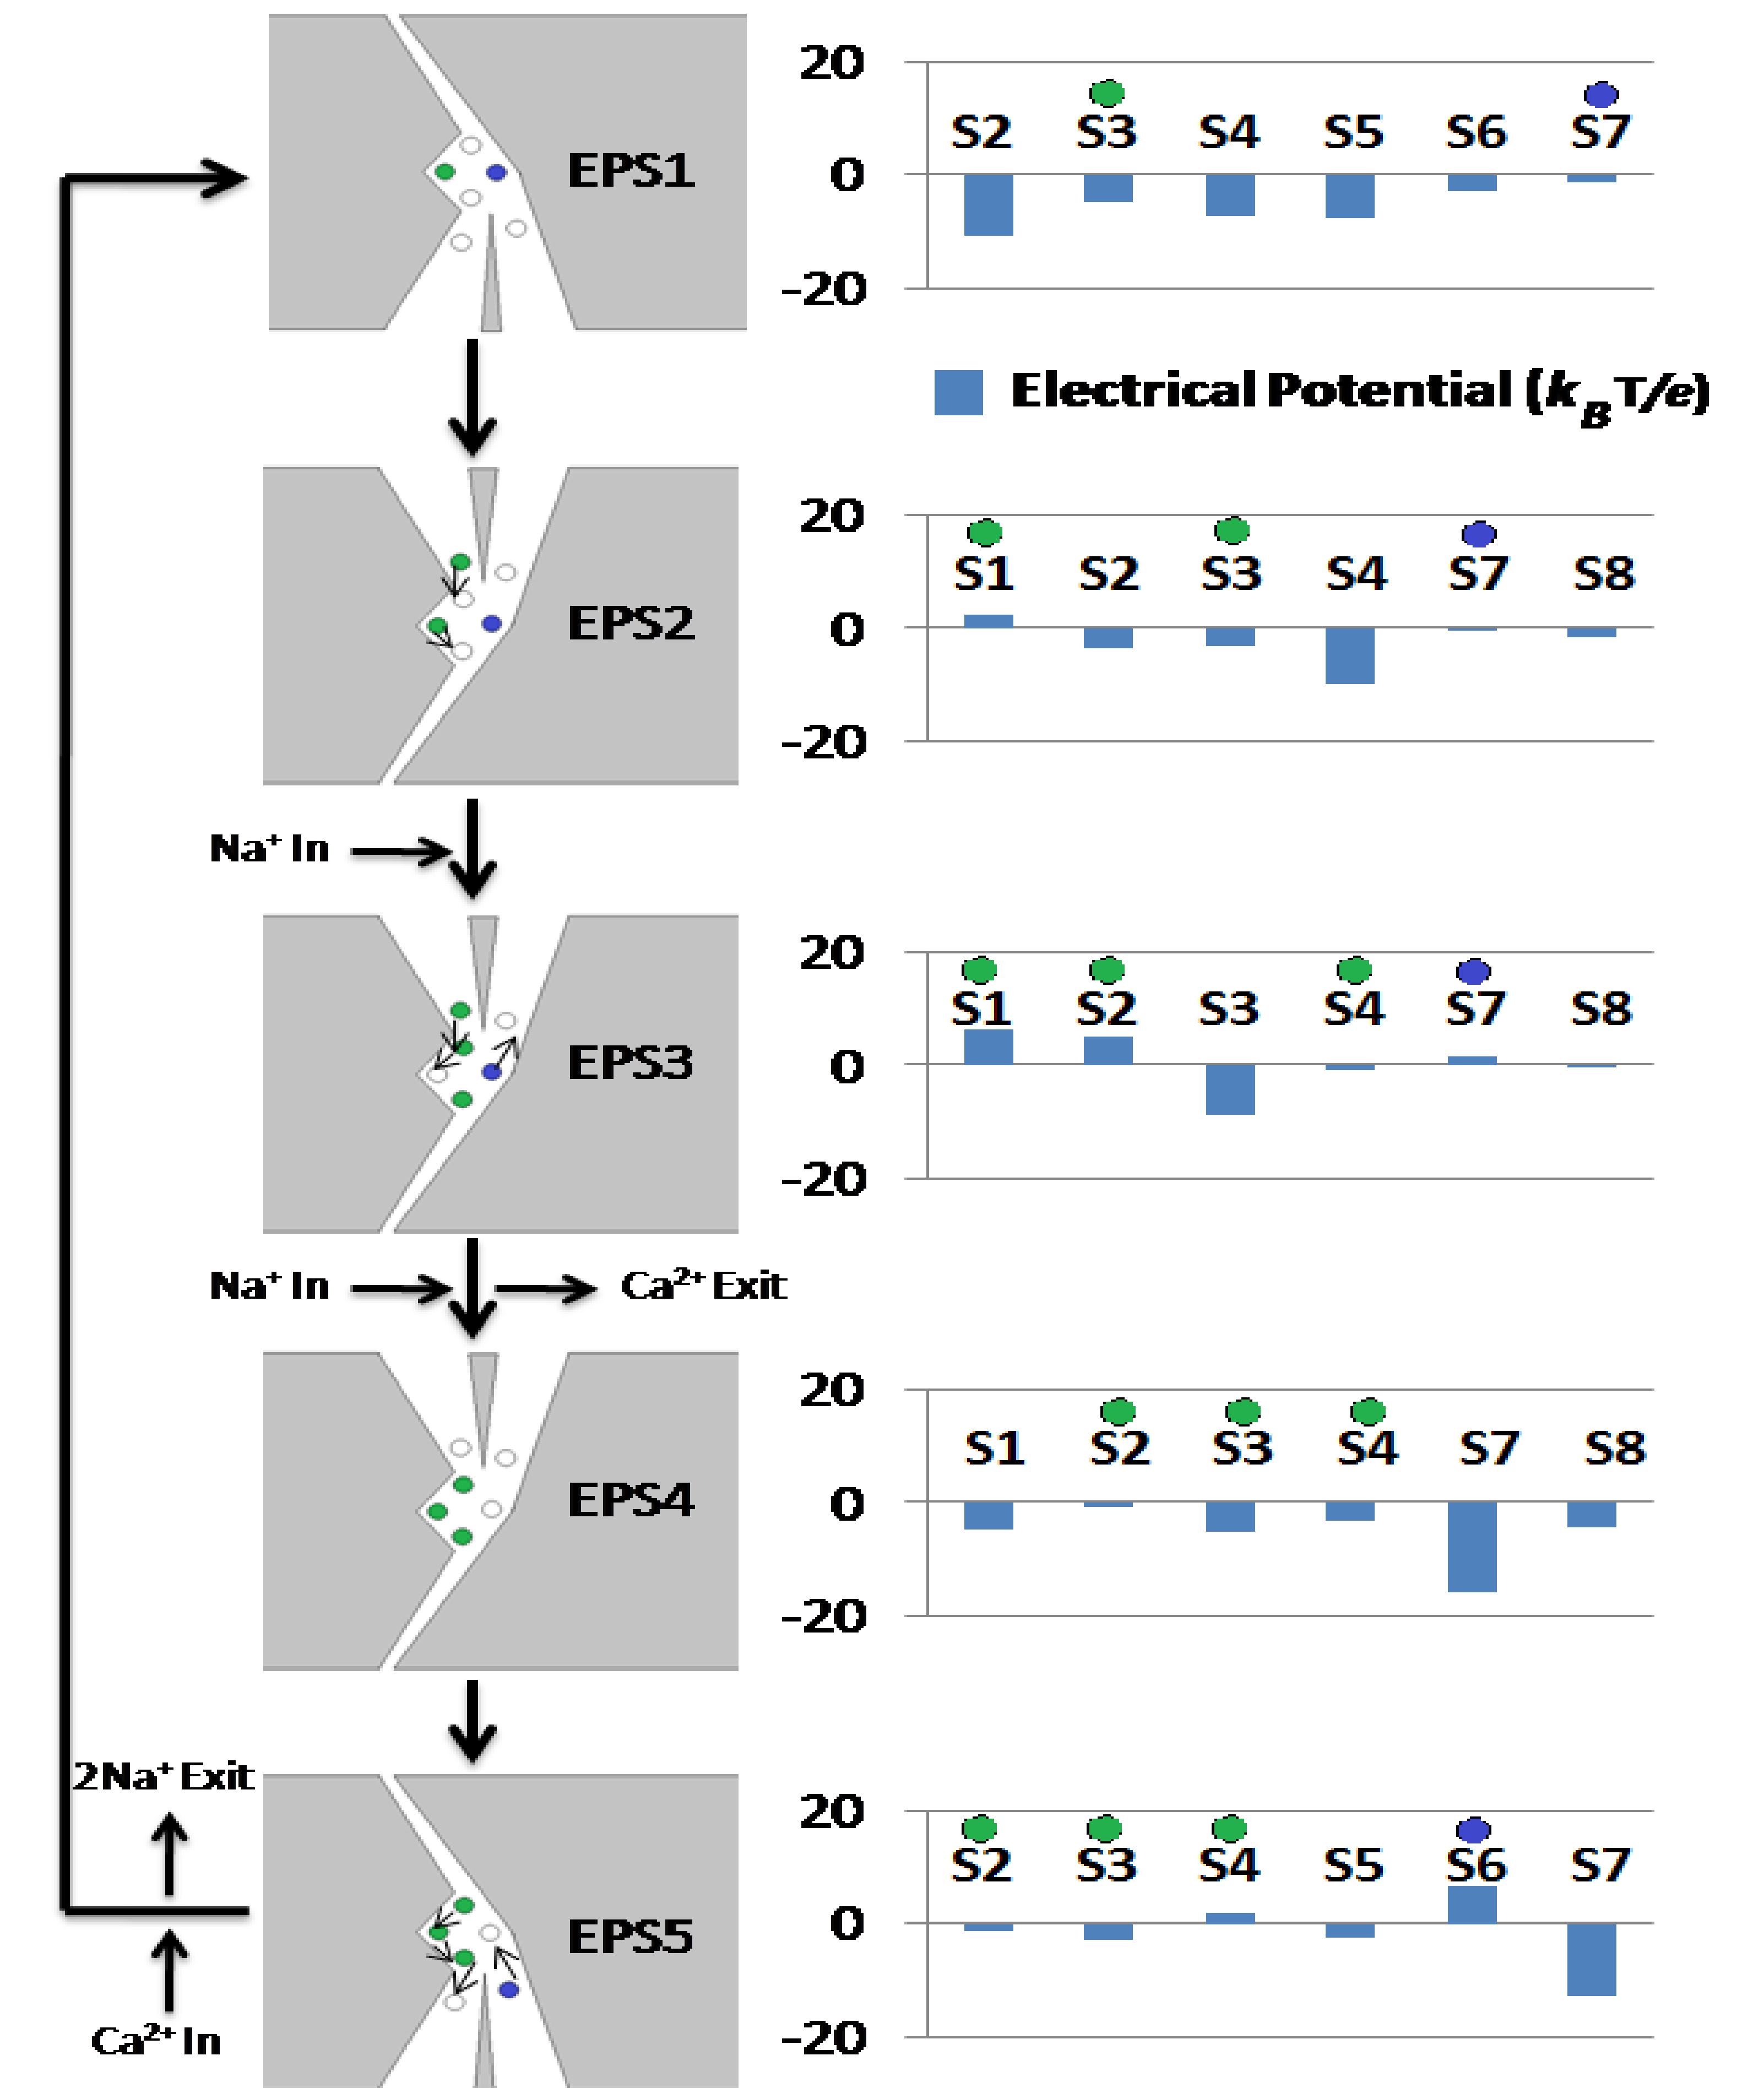 EPS1
20
S2 S3 S4 S5 S6 S7
0
-20
Electrical Potential (k_B T/e)
EPS2
20
S1 S2 S3 S4 S7 S8
0
-20
Na⁺ In
EPS3
20
S1 S2 S3 S4 S7 S8
0
-20
Na⁺ In
Ca²⁺ Exit
EPS4
20
S1 S2 S3 S4 S7 S8
0
-20
2Na⁺ Exit
Ca²⁺ In
EPS5
20
S2 S3 S4 S5 S6 S7
0
-20